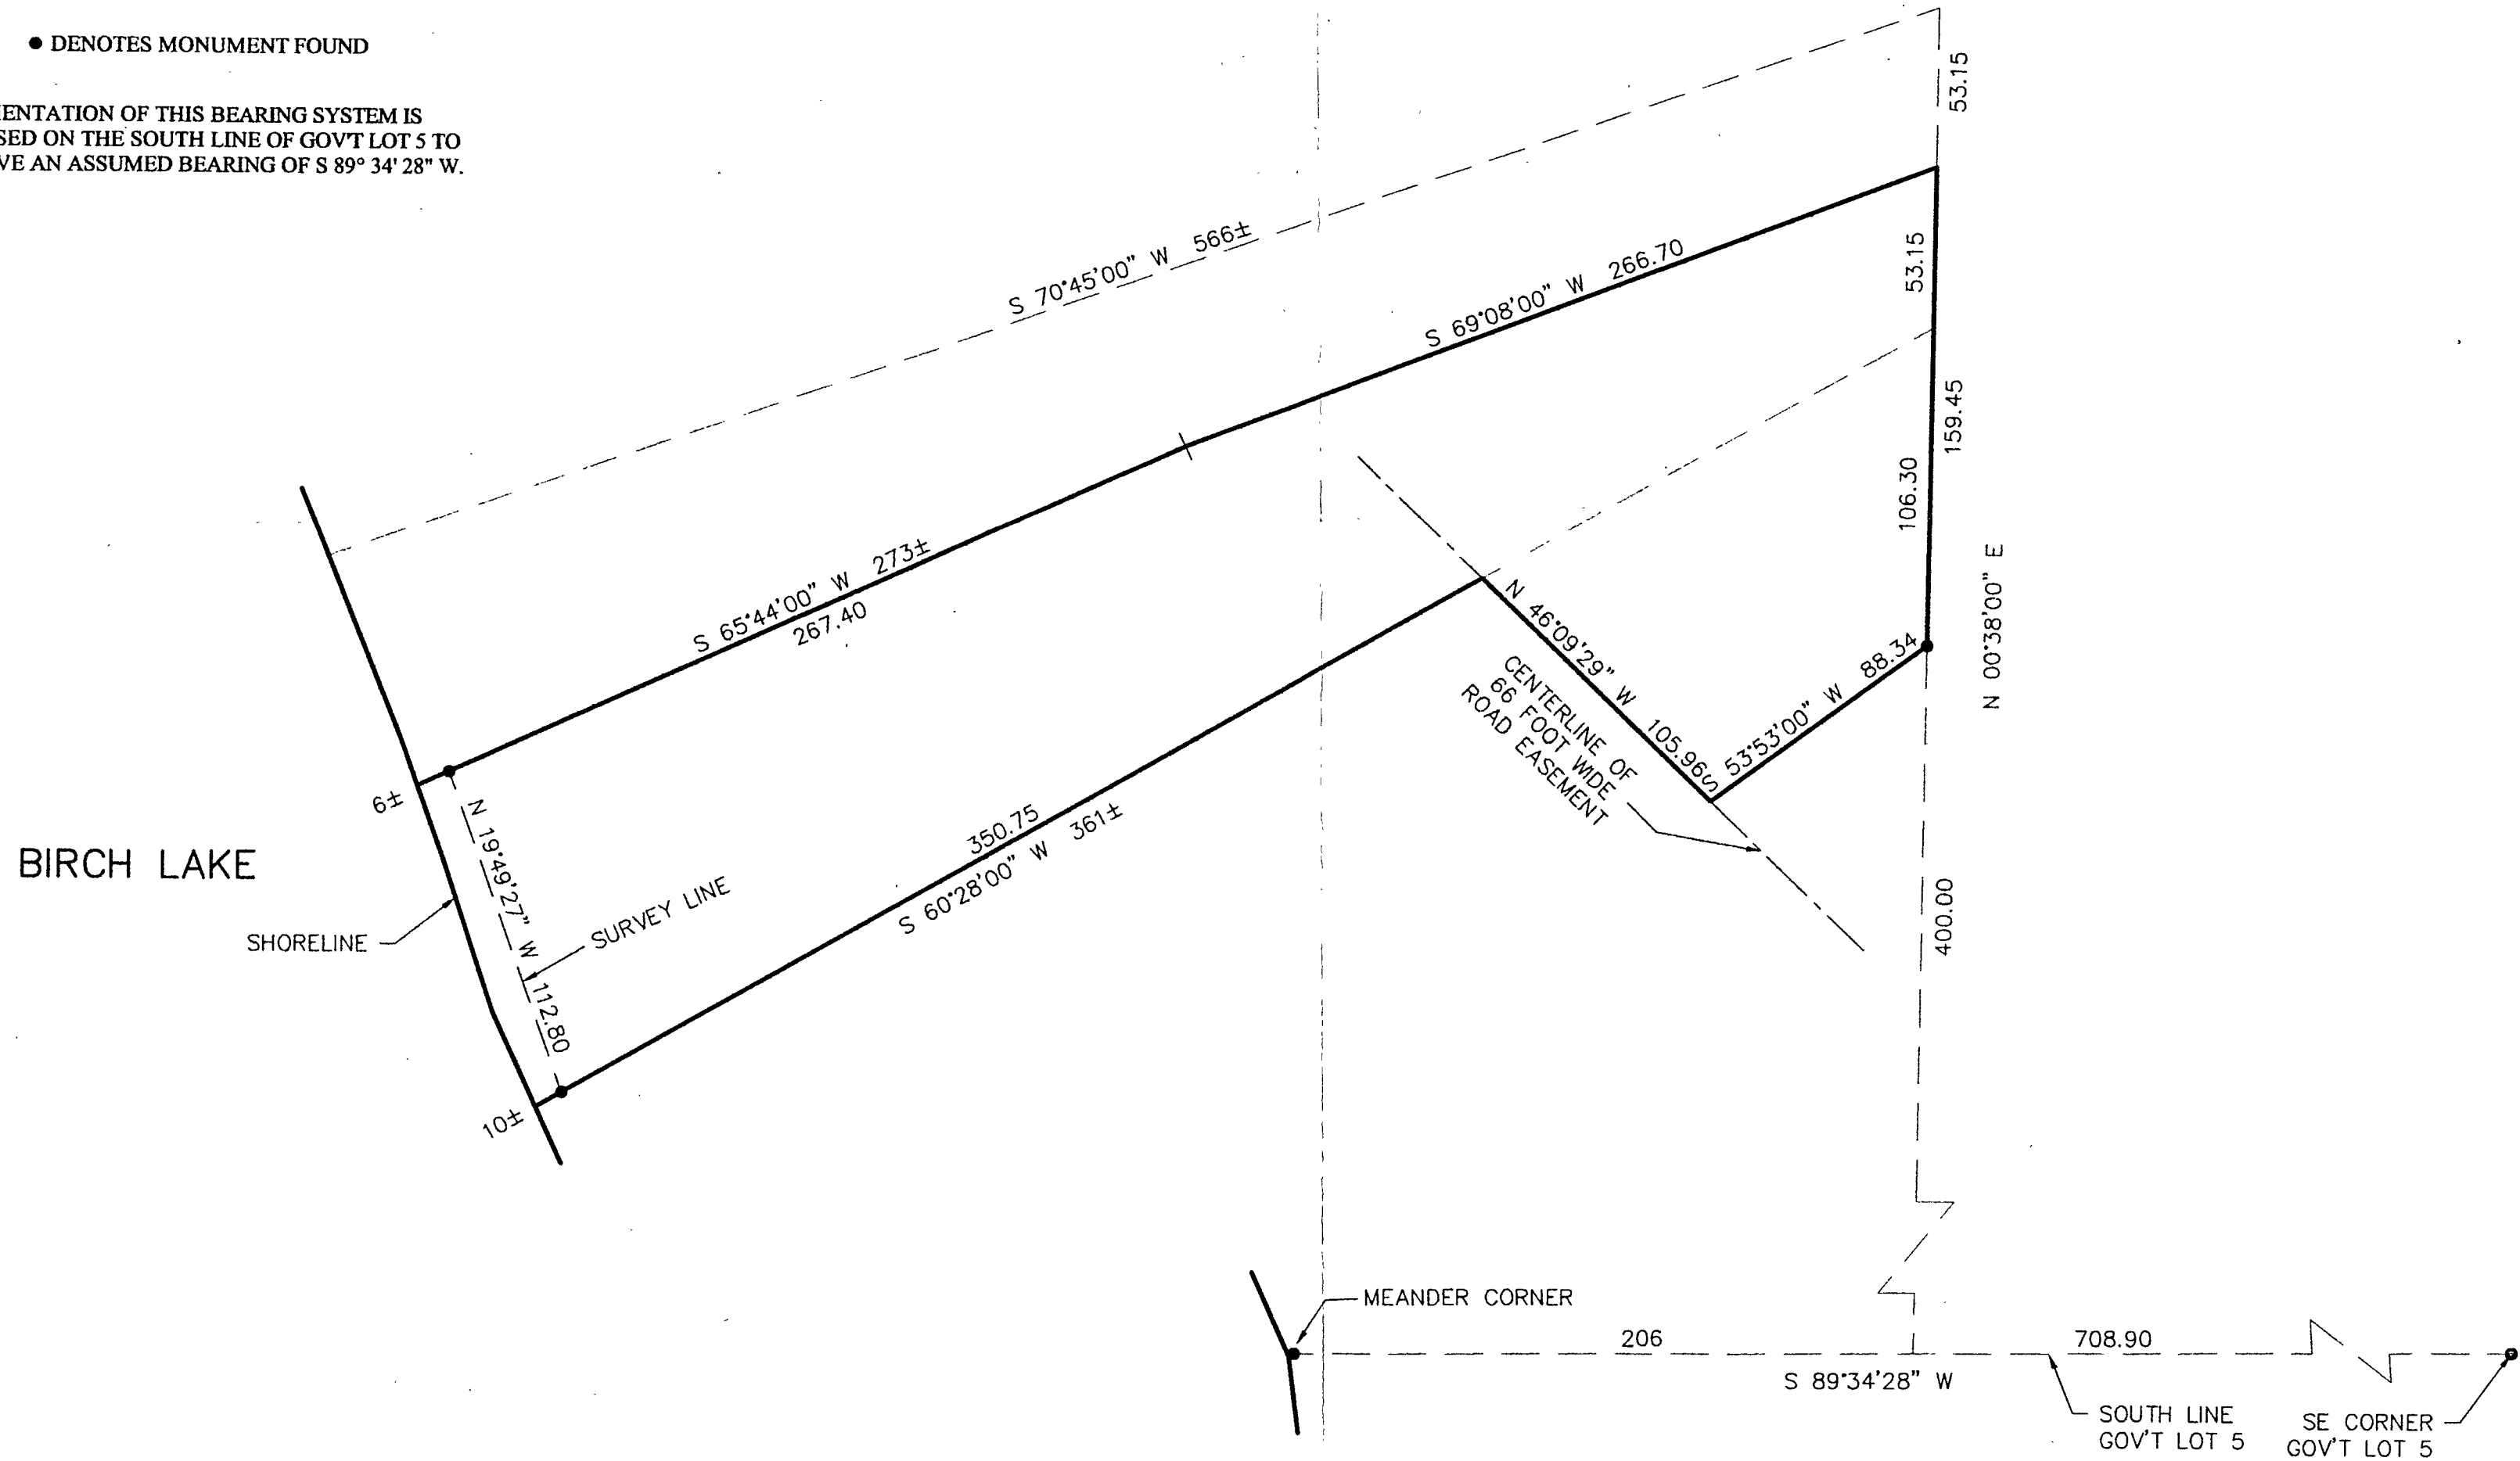 ● DENOTES MONUMENT FOUND
ENTATION OF THIS BEARING SYSTEM IS
SED ON THE SOUTH LINE OF GOVT LOT 5 TO
VE AN ASSUMED BEARING OF S 89° 34' 28" W.
53.15
S 70°45'00" W 566±
53.15
S 69°08'00" W 266.70
159.45
106.30
N 00°38'00" E
S 65°44'00" W 273±
267.40
N 46°09'29" W 105.96
S 53°53'00" W 88.34
CENTERLINE OF
66 FOOT WIDE
ROAD EASEMENT
6±
N 19°49'27" W 112.80
BIRCH LAKE
350.75
S 60°28'00" W 361±
SURVEY LINE
SHORELINE
400.00
10±
MEANDER CORNER
206
708.90
S 89°34'28" W
SOUTH LINE
GOV'T LOT 5
SE CORNER
GOV'T LOT 5